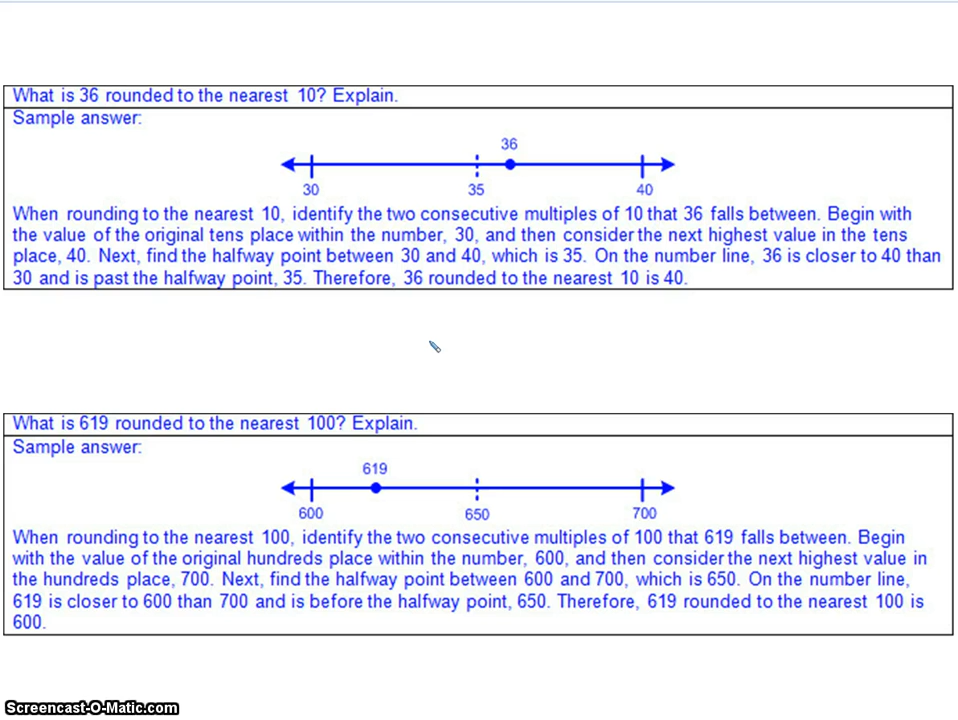 What is 36 rounded to the nearest 10? Explain.
Sample answer:
36
30 35 40
When rounding to the nearest 10, identify the two consecutive multiples of 10 that 36 falls between. Begin with
the value of the original tens place within the number, 30, and then consider the next highest value in the tens
place, 40. Next, find the halfway point between 30 and 40, which is 35. On the number line, 36 is closer to 40 than
30 and is past the halfway point, 35. Therefore, 36 rounded to the nearest 10 is 40.
What is 619 rounded to the nearest 100? Explain.
Sample answer:
619
600 650 700
When rounding to the nearest 100, identify the two consecutive multiples of 100 that 619 falls between. Begin
with the value of the original hundreds place within the number, 600, and then consider the next highest value in
the hundreds place, 700. Next, find the halfway point between 600 and 700, which is 650. On the number line,
619 is closer to 600 than 700 and is before the halfway point, 650. Therefore, 619 rounded to the nearest 100 is
600.
Screencast-O-Matic.com